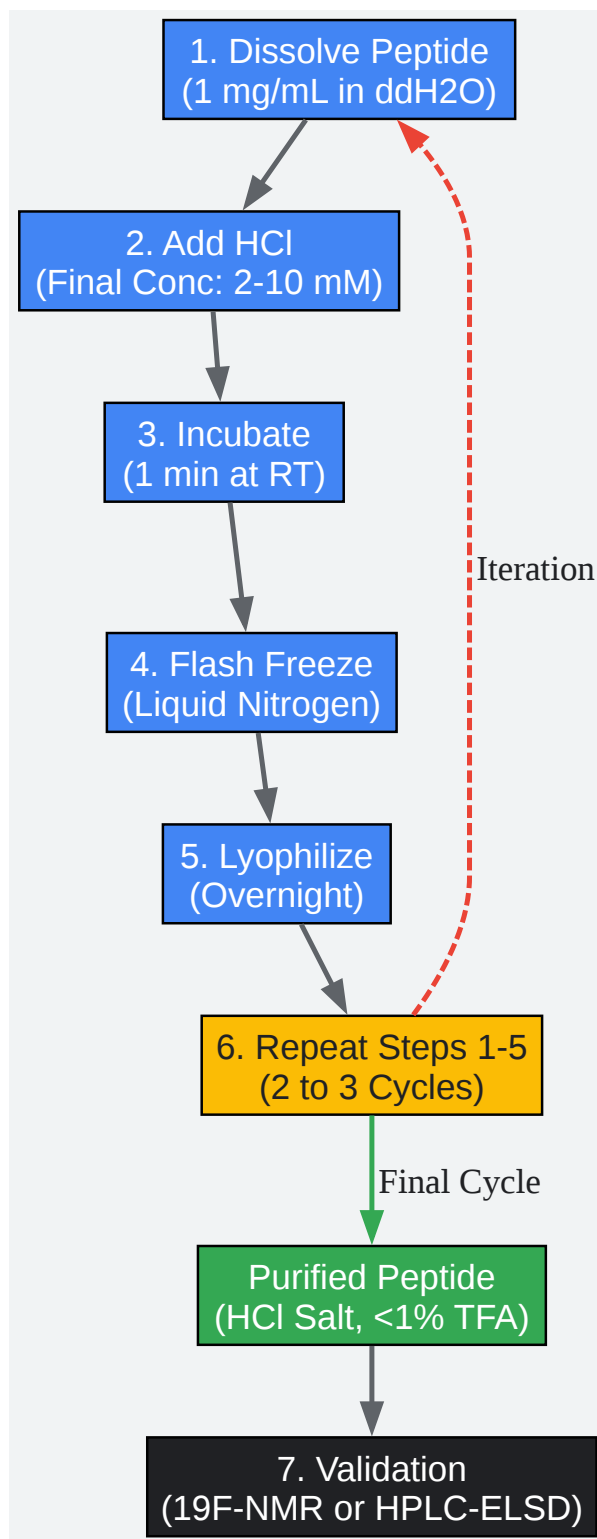 1. Dissolve Peptide
(1 mg/mL in ddH2O)
2. Add HCl
(Final Conc: 2-10 mM)
3. Incubate
(1 min at RT)
Iteration
4. Flash Freeze
(Liquid Nitrogen)
5. Lyophilize
(Overnight)
6. Repeat Steps 1-5
(2 to 3 Cycles)
Final Cycle
Purified Peptide
(HCl Salt, <1% TFA)
7. Validation
(19F-NMR or HPLC-ELSD)